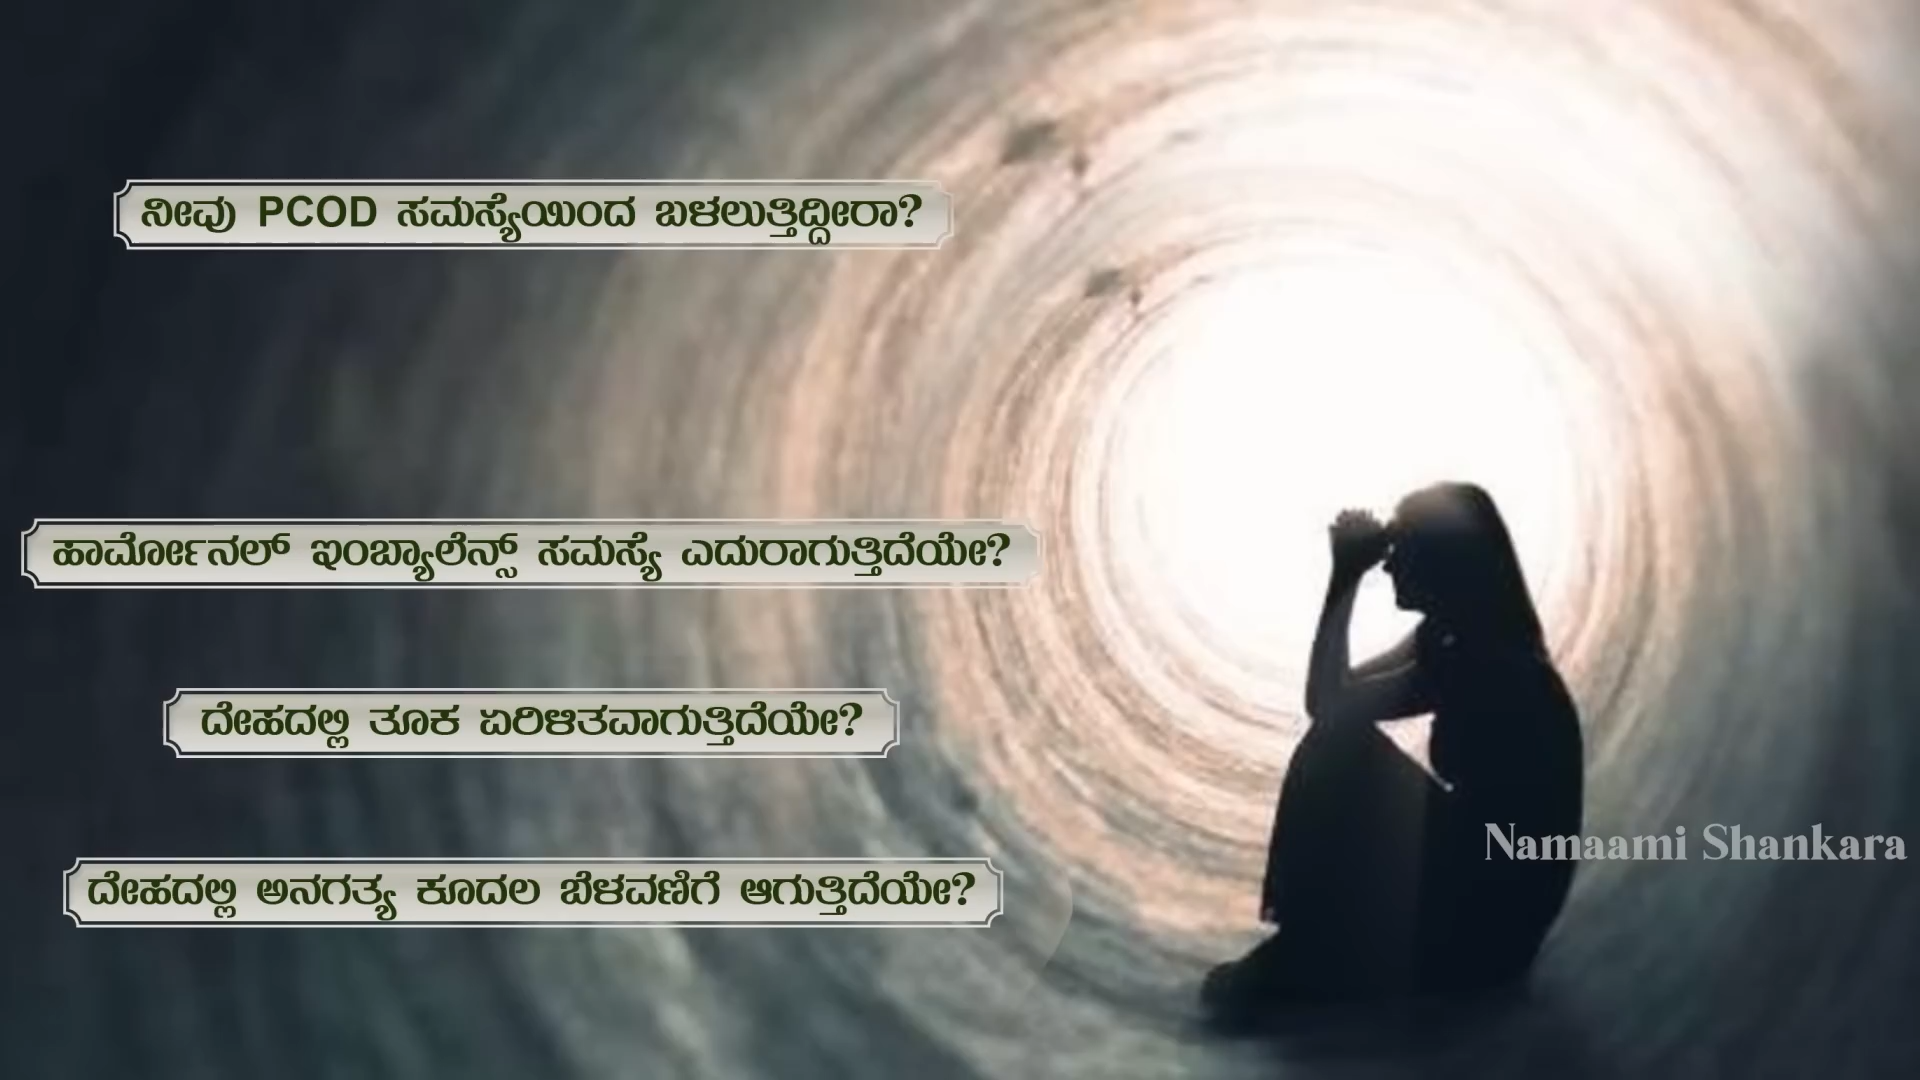 ನೀವು PCOD ಸಮಸ್ಯೆಯಿಂದ ಬಳಲುತ್ತಿದ್ದೀರಾ?
ಹಾರ್ಮೋನಲ್ ಇಂಬ್ಯಾಲೆನ್ಸ್ ಸಮಸ್ಯೆ ಎದುರಾಗುತ್ತಿದೆಯೇ?
ದೇಹದಲ್ಲಿ ತೂಕ ಏರಿಳಿತವಾಗುತ್ತಿದೆಯೇ?
Namaami Shankara
ದೇಹದಲ್ಲಿ ಅನಗತ್ಯ ಕೂದಲ ಬೆಳವಣಿಗೆ ಆಗುತ್ತಿದೆಯೇ?